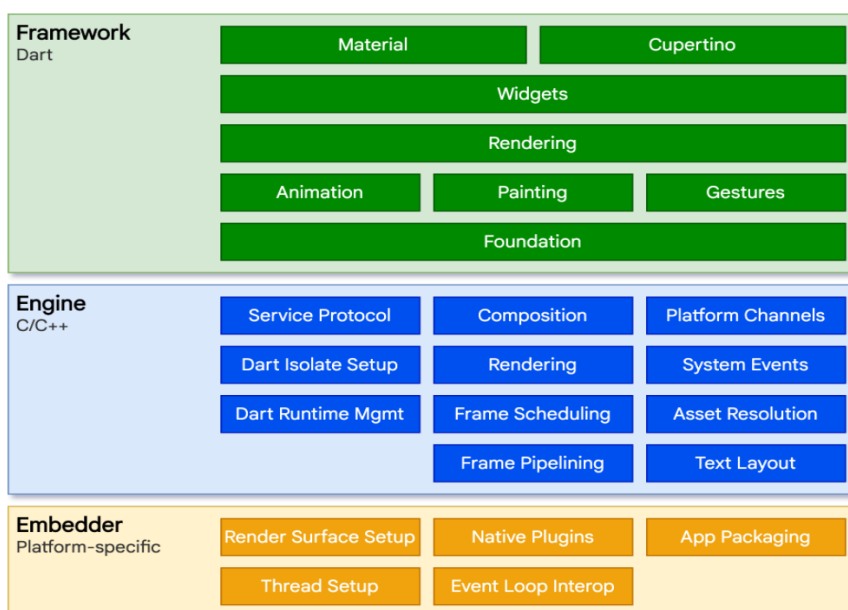 Framework
Dart
Material
Cupertino
Widgets
Rendering
Animation
Painting
Gestures
Foundation
Engine
C/C++
Service Protocol
Composition
Platform Channels
Dart Isolate Setup
Rendering
System Events
Dart Runtime Mgmt
Frame Scheduling
Asset Resolution
Frame Pipelining
Text Layout
Embedder
Platform-specific
Render Surface Setup
Native Plugins
App Packaging
Thread Setup
Event Loop Interop